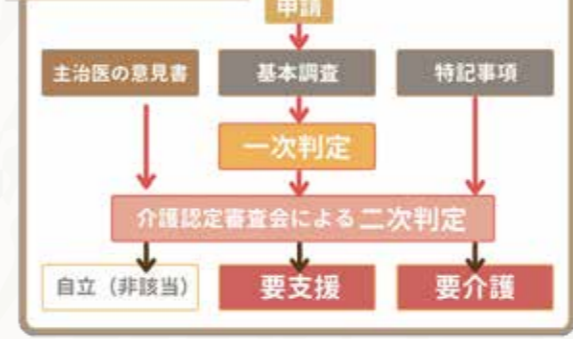 申請
主治医の意見書
基本調査
特記事項
一次判定
介護認定審査会による二次判定
自立（非該当）
要支援
要介護